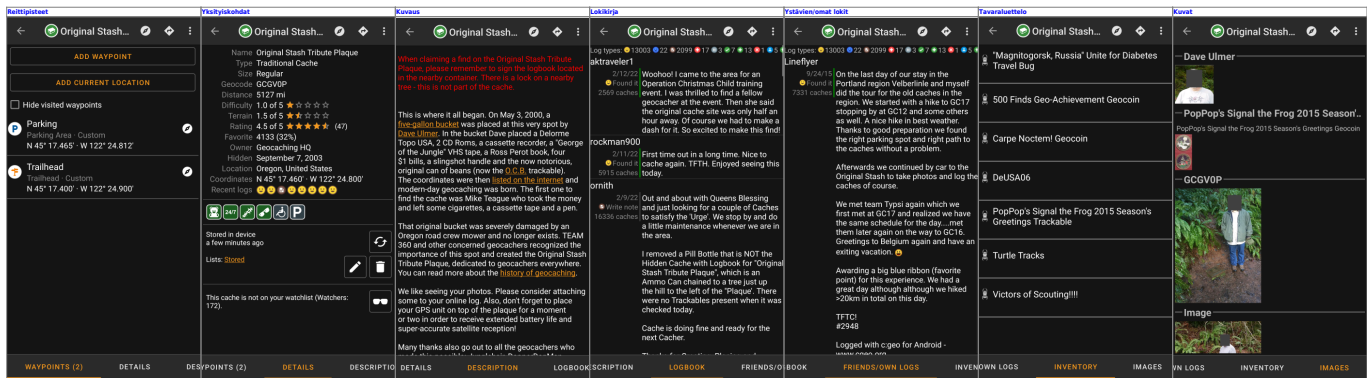 Reittipisteet
Original Stash...
ADD WAYPOINT
ADD CURRENT LOCATION
Hide visited waypoints
Parking
Parking Area · Custom
N 45° 17.465' · W 122° 24.812'
Trailhead
Trailhead · Custom
N 45° 17.400' · W 122° 24.900'
WAYPOINTS (2)
DETAILS
DES
Yksityiskohdat
Original Stash...
Name Original Stash Tribute Plaque
Type Traditional Cache
Size Regular
Geocode GCGV0P
Distance 5127 mi
Difficulty 1.0 of 5
Terrain 1.5 of 5
Rating 4.5 of 5 (47)
Favorite 4133 (32%)
Owner Geocaching HQ
Hidden September 7, 2003
Location Oregon, United States
Coordinates N 45° 17.460' · W 122° 24.800'
Recent logs
24/7
P
Stored in device
a few minutes ago
Lists: Stored
This cache is not on your watchlist (Watchers:
172).
YPOINTS (2)
DETAILS
DESCRIPTIO
Kuvaus
Original Stash...
When claiming a find on the Original Stash Tribute
Plaque, please remember to sign the logbook located
in the nearby container. There is a lock on a nearby
tree - this is not part of the cache.
This is where it all began. On May 3, 2000, a
five-gallon bucket was placed at this very spot by
Dave Ulmer. In the bucket Dave placed a Delorme
Topo USA, 2 CD Roms, a cassette recorder, a "George
of the Jungle" VHS tape, a Ross Perot book, four
$1 bills, a slingshot handle and the now notorious,
original can of beans (now the O.C.B. trackable).
The coordinates were then listed on the internet and
modern-day geocaching was born. The first one to
find the cache was Mike Teague who took the money
and left some cigarettes, a cassette tape and a pen.
That original bucket was severely damaged by an
Oregon road crew mower and no longer exists. TEAM
360 and other concerned geocachers recognized the
importance of this spot and created the Original Stash
Tribute Plaque, dedicated to geocachers everywhere.
You can read more about the history of geocaching.
We like seeing your photos. Please consider attaching
some to your online log. Also, don't forget to place
your GPS unit on top of the plaque for a moment
or two in order to receive extended battery life and
super-accurate satellite reception!
Many thanks also go out to all the geocachers who
DETAILS
DESCRIPTION
LOGBOOK
Lokikirja
Original Stash...
Log types: 13003 22 2099 17 3 7 13 1 5
aktraveler1
2/12/22
Found it
2569 caches
Woohoo! I came to the area for an
Operation Christmas Child training
event. I was thrilled to find a fellow
geocacher at the event. Then she said
the original cache site was only half an
hour away. Of course we had to make a
dash for it. So excited to make this find!
rockman900
2/11/22
Found it
5915 caches
First time out in a long time. Nice to
cache again. TFTH. Enjoyed seeing this
today.
ornith
2/9/22
Write note
16336 caches
Out and about with Queens Blessing
and just looking for a couple of Caches
to satisfy the 'Urge'. We stop by and do
a little maintenance whenever we are in
the area.
I removed a Pill Bottle that is NOT the
Hidden Cache with Logbook for "Original
Stash Tribute Plaque", which is an
Ammo Can chained to a tree just up
the hill to the left of the "Plaque'. There
were no Trackables present when it was
checked today.
Cache is doing fine and ready for the
next Cacher.
SCRIPTION
LOGBOOK
FRIENDS/O
Ystävien/omat lokit
Original Stash...
Log types: 13003 22 2099 17 3 7 13 1 5
Lineflyer
9/24/15
Found it
7331 caches
On the last day of our stay in the
Portland region Velberlinle and myself
did the tour for the old caches in the
region. We started with a hike to GC17
stopping by at GC12 and some others
as well. A nice hike in best weather.
Thanks to good preparation we found
the right parking spot and right path to
the caches without a problem.
Afterwards we continued by car to the
Original Stash to take photos and log the
caches of course.
We met team Typsi again which we
first met at GC17 and realized we have
the same schedule for the day....met
them later again on the way to GC16.
Greetings to Belgium again and have an
exiting vacation.
Awarding a big blue ribbon (favorite
point) for this experience. We had a
great day although although we hiked
>20km in total on this day.
TFTC!
#2948
Logged with c:geo for Android -
www.cgeo.org
BOOK
FRIENDS/OWN LOGS
INVEN
Tavaraluettelo
Original Stash...
"Magnitogorsk, Russia" Unite for Diabetes
Travel Bug
500 Finds Geo-Achievement Geocoin
Carpe Noctem! Geocoin
DeUSA06
PopPop's Signal the Frog 2015 Season's
Greetings Trackable
Turtle Tracks
Victors of Scouting!!!!
OWN LOGS
INVENTORY
IMAGES
Kuvat
Original Stash...
Dave Ulmer
PopPop's Signal the Frog 2015 Season'..
PopPop's Signal the Frog 2015 Season's Greetings Geocoin
GCGV0P
Image
WN LOGS
INVENTORY
IMAGES